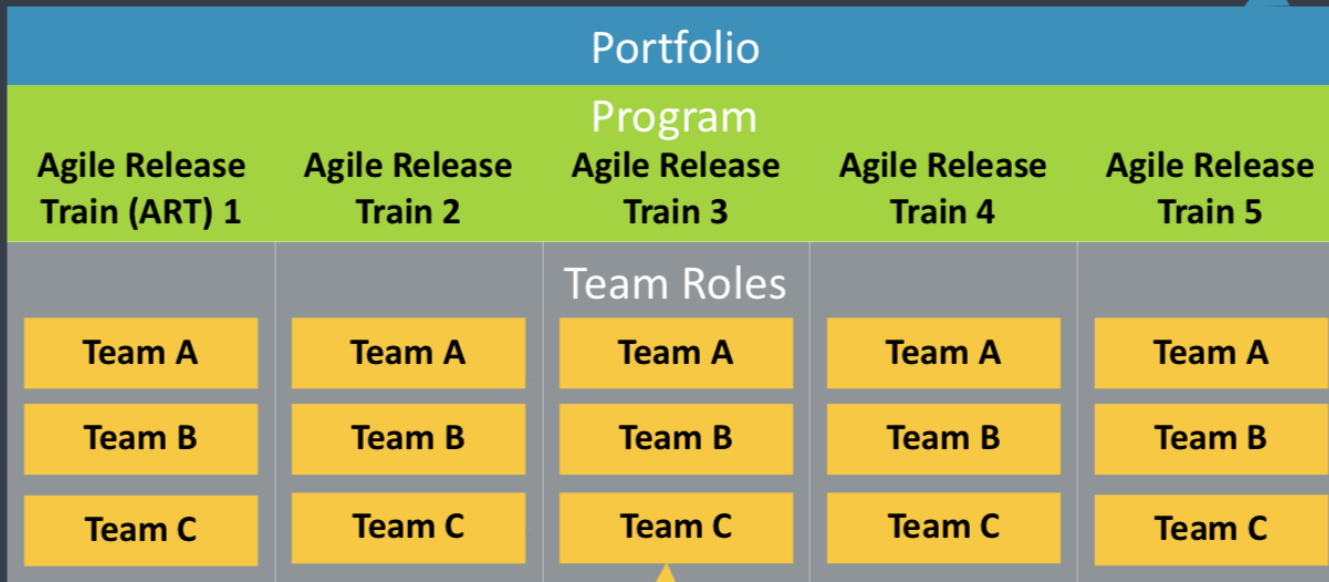 Portfolio
Program
Agile Release Train (ART) 1
Agile Release Train 2
Agile Release Train 3
Agile Release Train 4
Agile Release Train 5
Team Roles
Team A
Team A
Team A
Team A
Team A
Team B
Team B
Team B
Team B
Team B
Team C
Team C
Team C
Team C
Team C